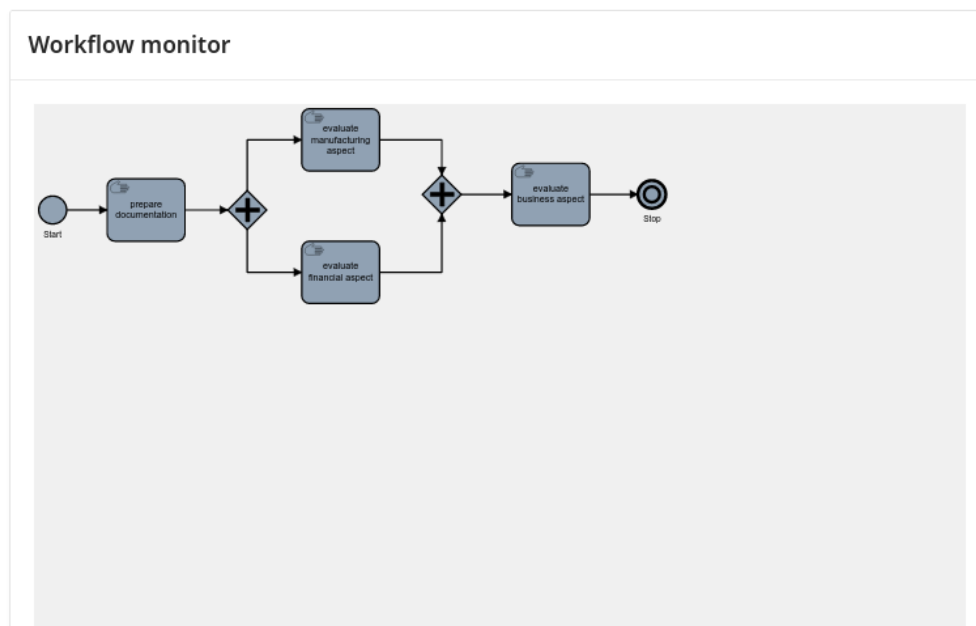 Workflow monitor
evaluate
manufacturing
aspect
prepare
documentation
Start
evaluate
business aspect
Stop
evaluate
financial aspect